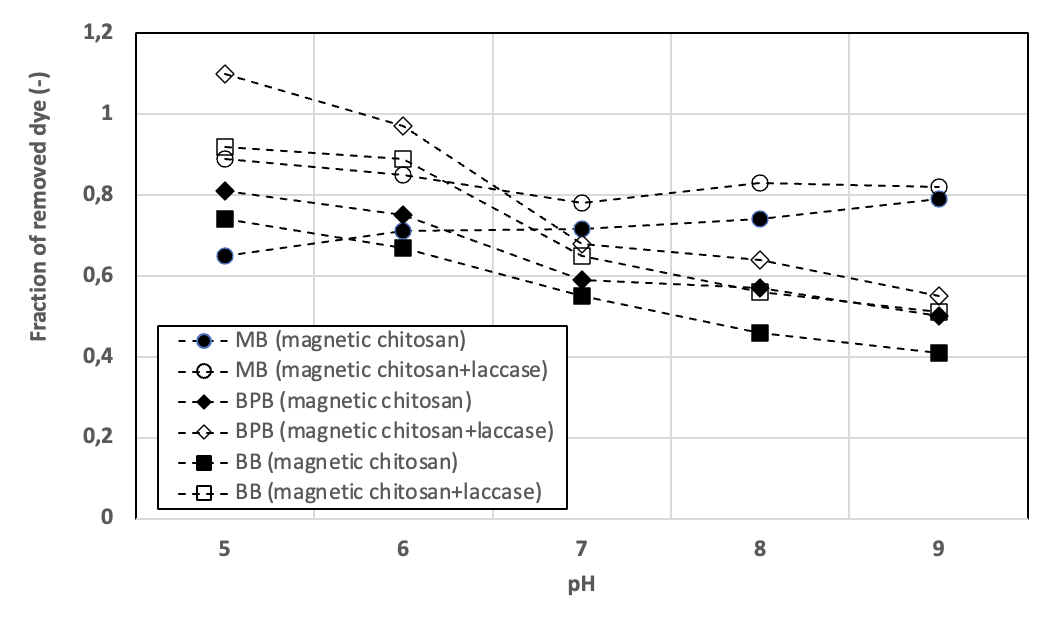 1,2
1
0,8
0,6
0,4
0,2
0
Fraction of removed dye (-)
MB (magnetic chitosan)
MB (magnetic chitosan+laccase)
BPB (magnetic chitosan)
BPB (magnetic chitosan+laccase)
BB (magnetic chitosan)
BB (magnetic chitosan+laccase)
5 6 7 8 9
pH